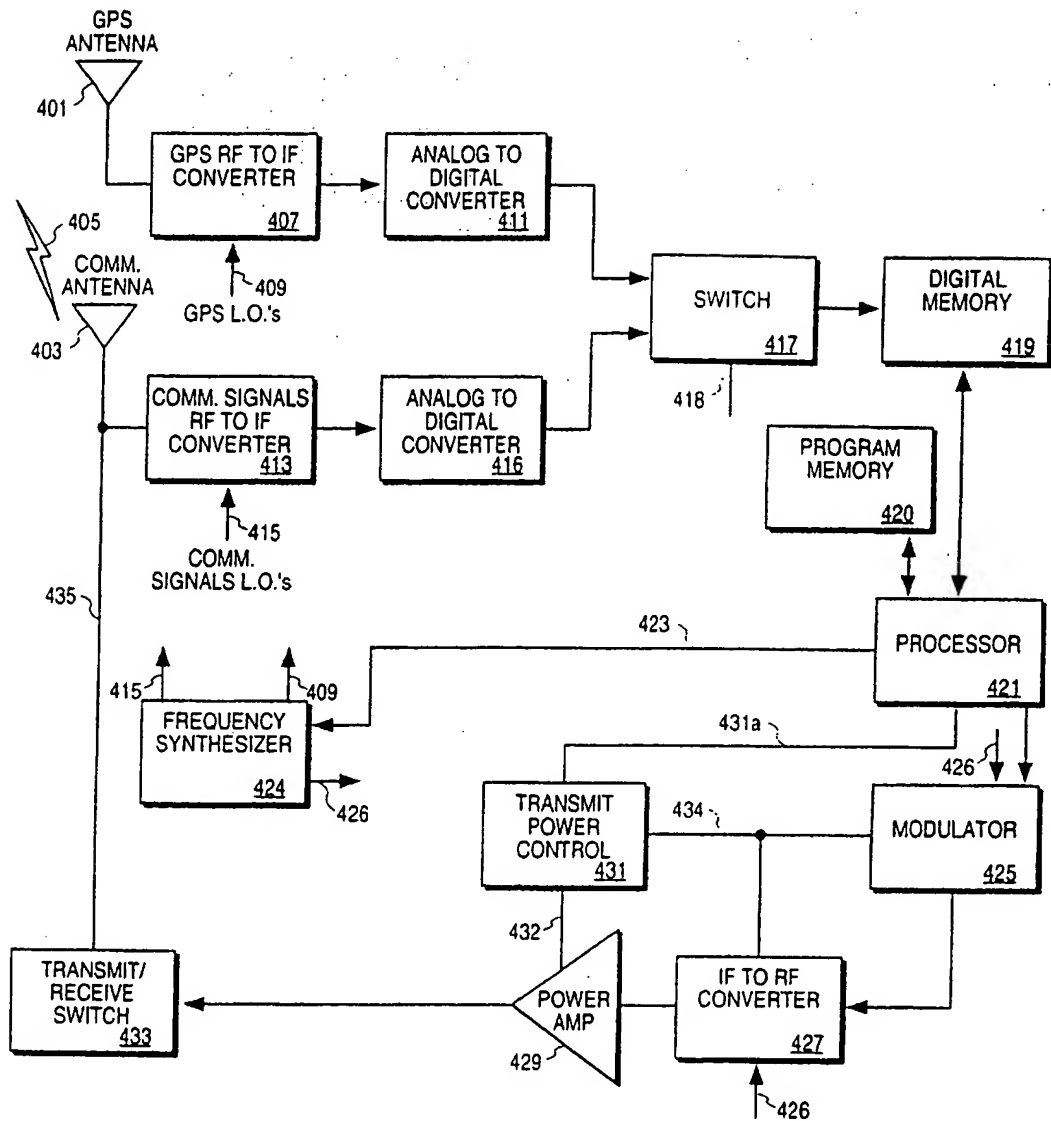 GPS
ANTENNA
401
GPS RF TO IF
CONVERTER
407
ANALOG TO
DIGITAL
CONVERTER
411
405
409
GPS L.O.'s
COMM.
ANTENNA
403
SWITCH
417
418
DIGITAL
MEMORY
419
COMM. SIGNALS
RF TO IF
CONVERTER
413
ANALOG TO
DIGITAL
CONVERTER
416
PROGRAM
MEMORY
420
415
COMM.
SIGNALS L.O.'s
435
423
PROCESSOR
421
415
409
FREQUENCY
SYNTHESIZER
424
426
431a
426
TRANSMIT
POWER
CONTROL
431
434
MODULATOR
425
432
TRANSMIT/
RECEIVE
SWITCH
433
POWER
AMP
429
IF TO RF
CONVERTER
427
426